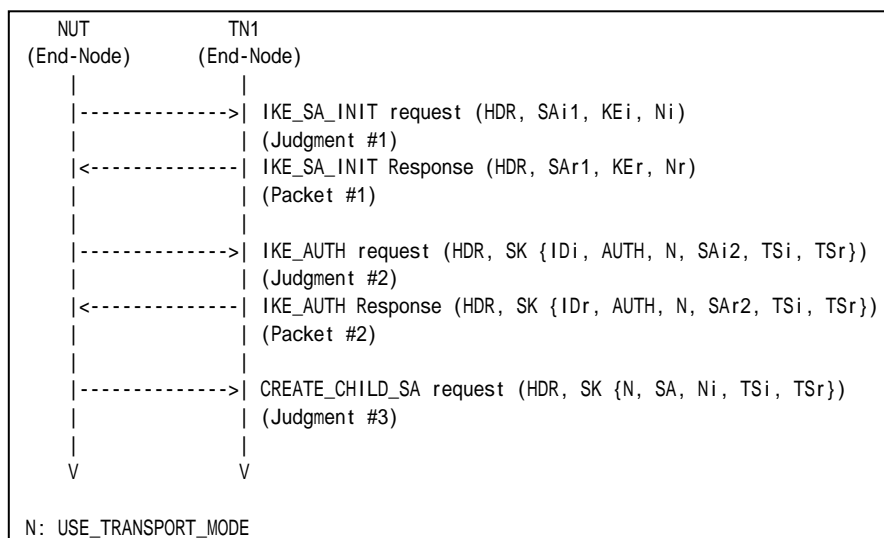 NUT TN1
(End-Node) (End-Node)
| |
|-------------->| IKE_SA_INIT request (HDR, SAi1, KEi, Ni)
| | (Judgment #1)
|<--------------| IKE_SA_INIT Response (HDR, SAr1, KEr, Nr)
| | (Packet #1)
| |
|-------------->| IKE_AUTH request (HDR, SK {IDi, AUTH, N, SAi2, TSi, TSr})
| | (Judgment #2)
|<--------------| IKE_AUTH Response (HDR, SK {IDr, AUTH, N, SAr2, TSi, TSr})
| | (Packet #2)
| |
|-------------->| CREATE_CHILD_SA request (HDR, SK {N, SA, Ni, TSi, TSr})
| | (Judgment #3)
| |
V V
N: USE_TRANSPORT_MODE